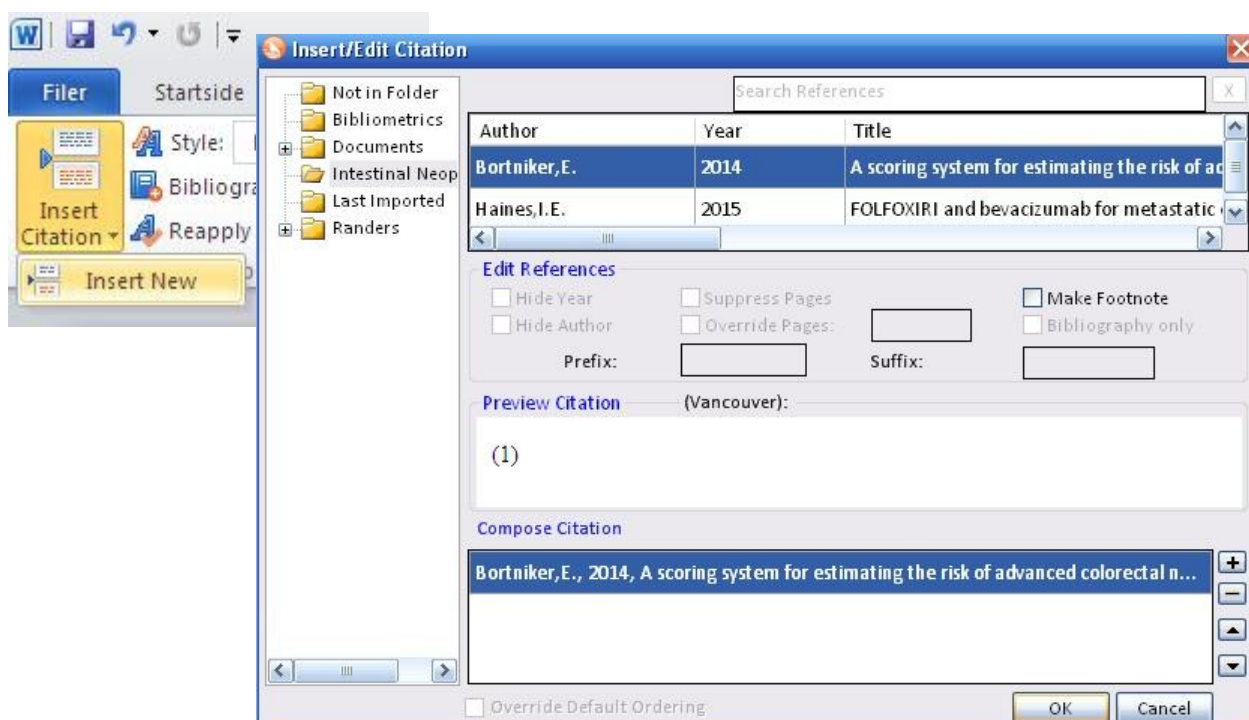 W
Filer Startside
Style:
Insert
Citation
Reapply
Insert New
Insert/Edit Citation
Not in Folder
Bibliometrics
Documents
Intestinal Neop
Last Imported
Randers
Search References X
Author Year Title
Bortniker,E. 2014 A scoring system for estimating the risk of
Haines,I.E. 2015 FOLFOXIRI and bevacizumab for metastatic
Edit References
Hide Year Suppress Pages Make Footnote
Hide Author Override Pages: Bibliography only
Prefix: Suffix:
Preview Citation (Vancouver):
(1)
Compose Citation
Bortniker,E., 2014, A scoring system for estimating the risk of advanced colorectal n...
Override Default Ordering
OK Cancel